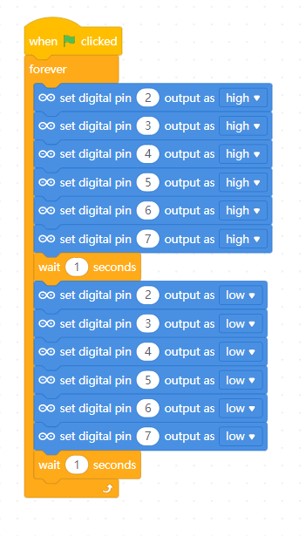 when clicked
forever
set digital pin 2 output as high
set digital pin 3 output as high
set digital pin 4 output as high
set digital pin 5 output as high
set digital pin 6 output as high
set digital pin 7 output as high
wait 1 seconds
set digital pin 2 output as low
set digital pin 3 output as low
set digital pin 4 output as low
set digital pin 5 output as low
set digital pin 6 output as low
set digital pin 7 output as low
wait 1 seconds